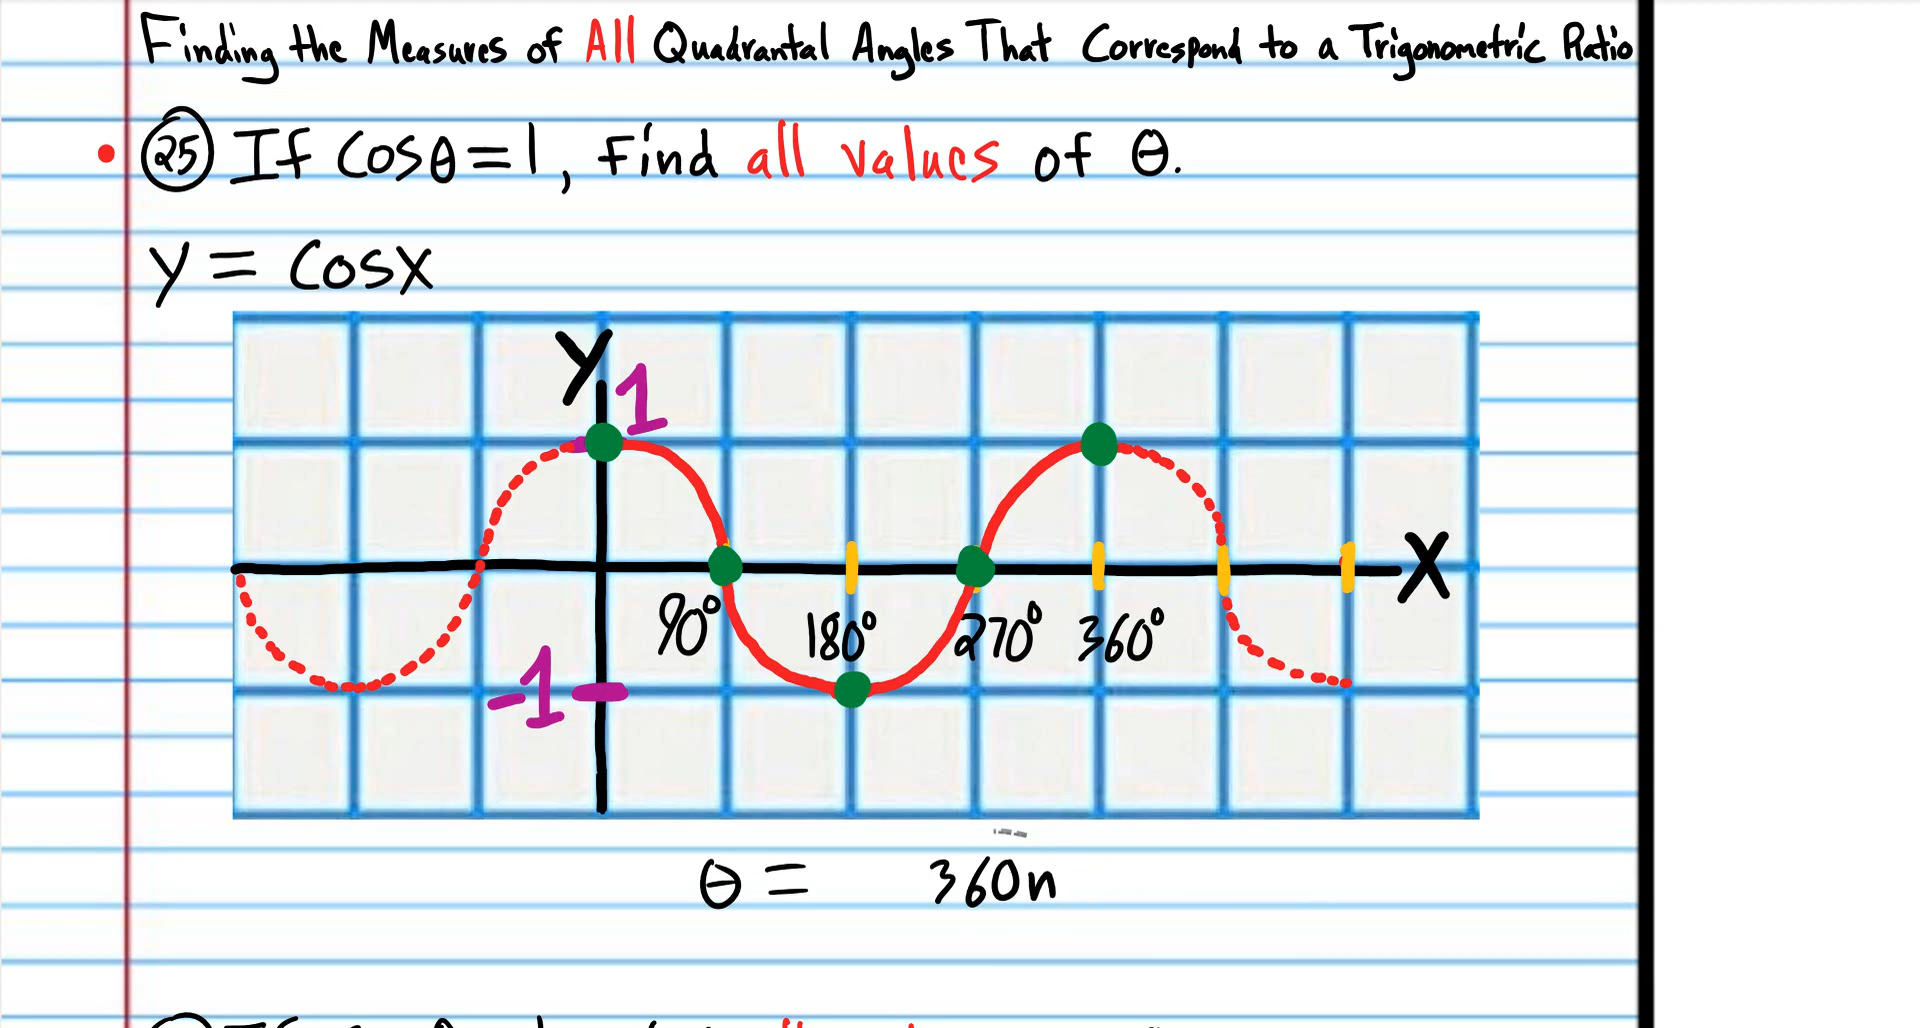 Finding the Measures of All Quadrantal Angles That Correspond to a Trigonometric Ratio
25 If Cosθ=1, Find all values of θ.
y = Cosx
Y
1
X
90° 180° 270° 360°
-1
θ = 360n